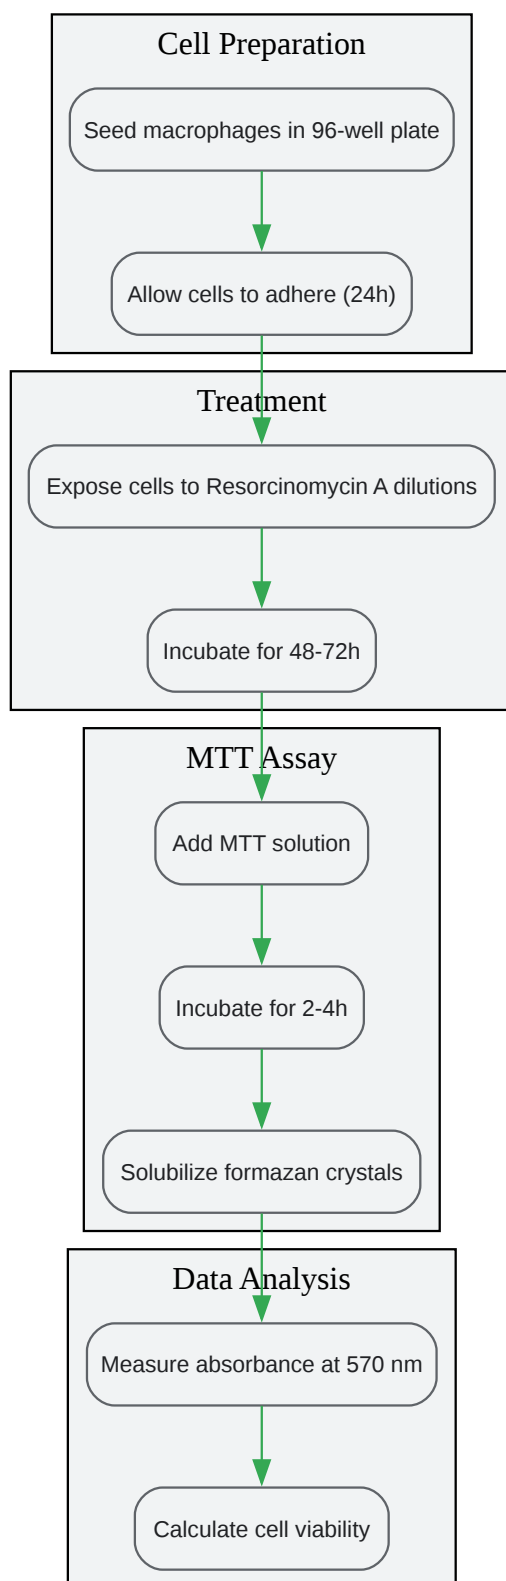 Cell Preparation
Seed macrophages in 96-well plate
Allow cells to adhere (24h)
Treatment
Expose cells to Resorcinomycin A dilutions
Incubate for 48-72h
MTT Assay
Add MTT solution
Incubate for 2-4h
Solubilize formazan crystals
Data Analysis
Measure absorbance at 570 nm
Calculate cell viability